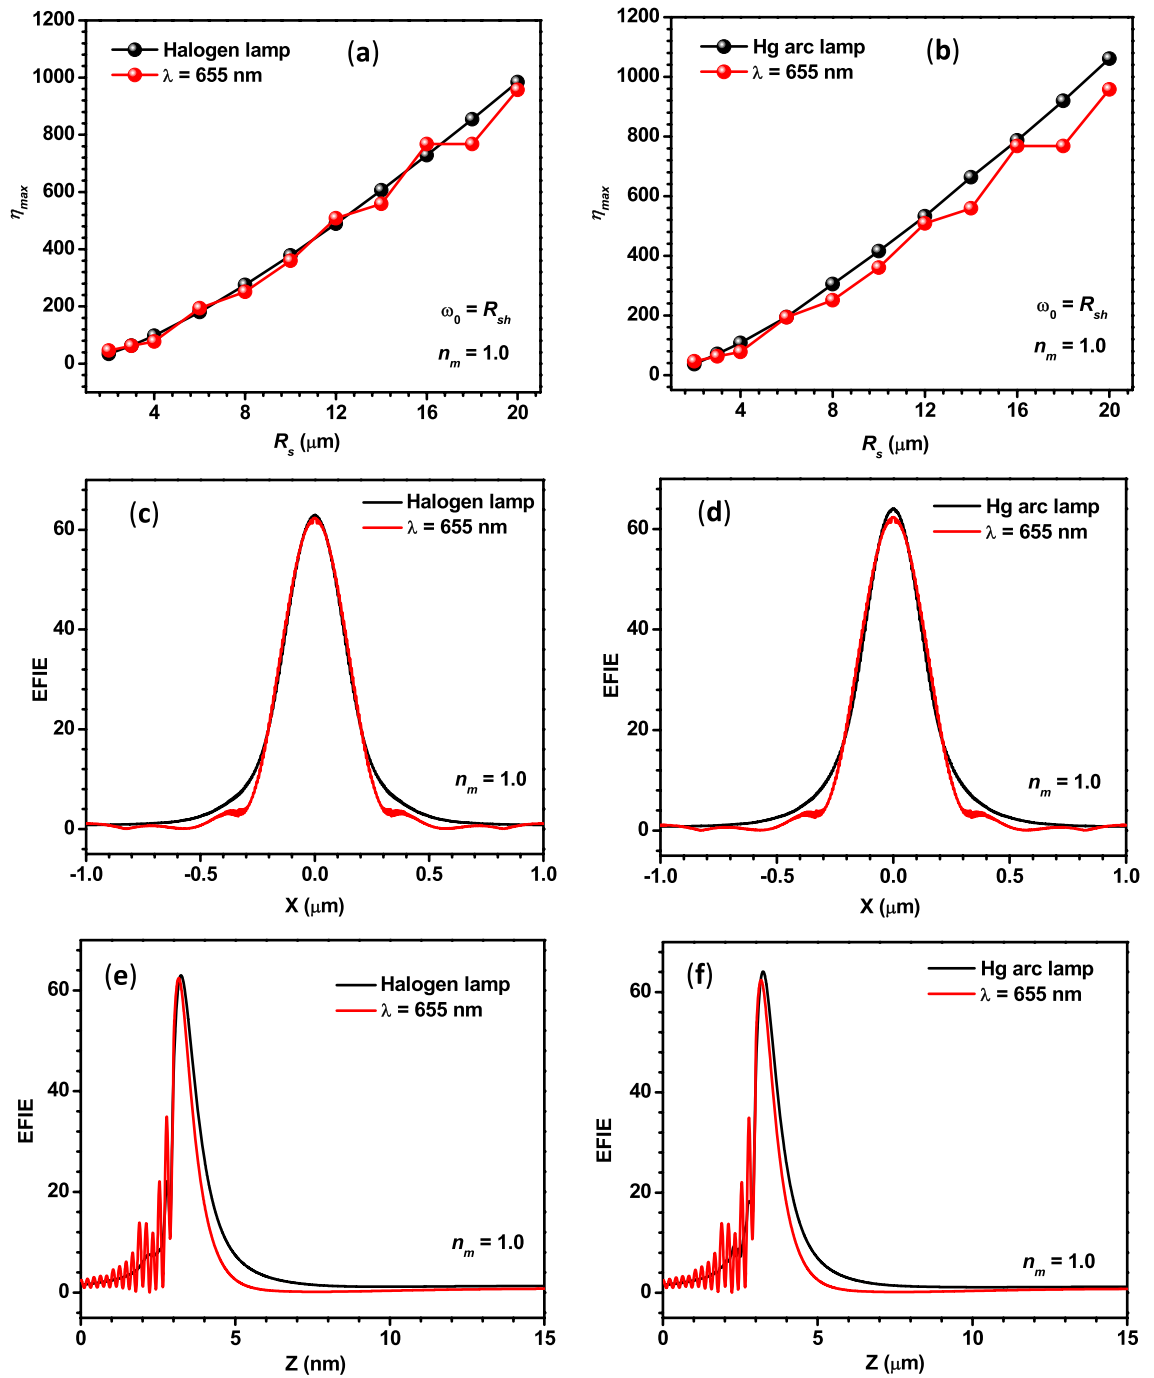 1200
1000
800
600
400
200
0
η_max
Halogen lamp
λ = 655 nm
(a)
ω₀ = R_sh
n_m = 1.0
4
8
12
16
20
R_s (μm)
1200
1000
800
600
400
200
0
η_max
Hg arc lamp
λ = 655 nm
(b)
ω₀ = R_sh
n_m = 1.0
4
8
12
16
20
R_s (μm)
60
40
20
0
EFIE
(c)
Halogen lamp
λ = 655 nm
n_m = 1.0
-1.0
-0.5
0.0
0.5
1.0
X (μm)
60
40
20
0
EFIE
(d)
Hg arc lamp
λ = 655 nm
n_m = 1.0
-1.0
-0.5
0.0
0.5
1.0
X (μm)
60
40
20
0
EFIE
(e)
Halogen lamp
λ = 655 nm
n_m = 1.0
0
5
10
15
Z (nm)
60
40
20
0
EFIE
(f)
Hg arc lamp
λ = 655 nm
n_m = 1.0
0
5
10
15
Z (μm)